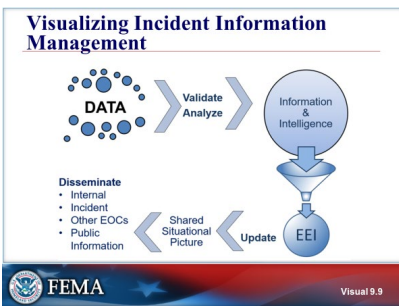 Visualizing Incident Information
Management
DATA
Validate
Analyze
Information
&
Intelligence
EEI
Update
Shared
Situational
Picture
Disseminate
• Internal
• Incident
• Other EOCs
• Public
Information
FEMA
Visual 9.9